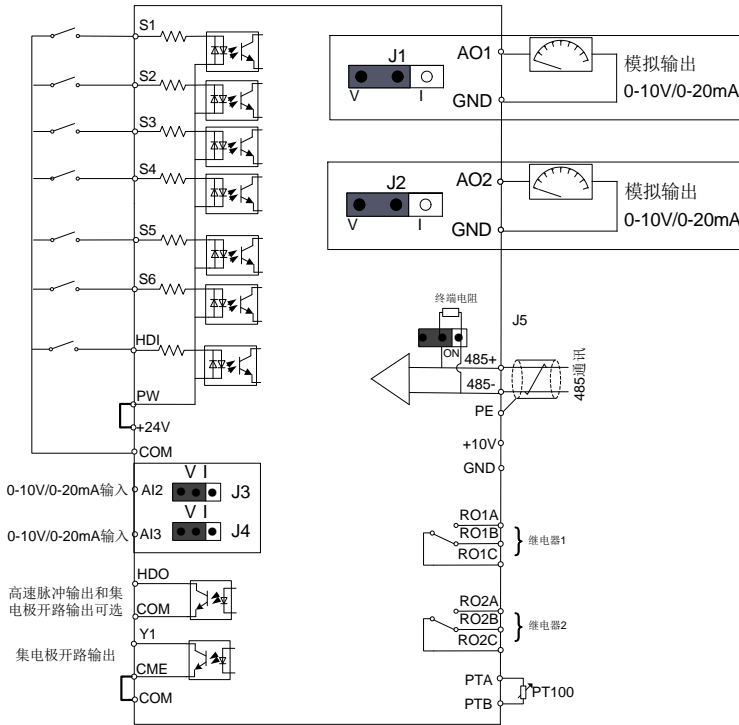 S1
S2
S3
S4
S5
S6
HDI
PW
+24V
COM
V I
0-10V/0-20mA输入
AI2
J3
V I
0-10V/0-20mA输入
AI3
J4
HDO
高速脉冲输出和集
电极开路输出可选
COM
Y1
集电极开路输出
CME
COM
J1
V
I
AO1
GND
模拟输出
0-10V/0-20mA
J2
V
I
AO2
GND
模拟输出
0-10V/0-20mA
终端电阻
J5
ON
485+
485-
485通讯
PE
+10V
GND
RO1A
RO1B
RO1C
继电器1
RO2A
RO2B
RO2C
继电器2
PTA
PTB
PT100